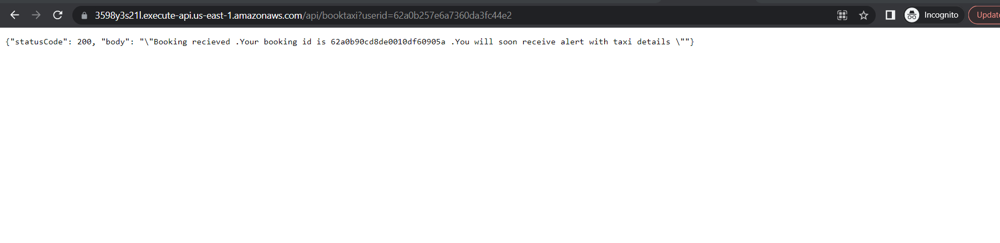 3598y3s21l.execute-api.us-east-1.amazonaws.com/api/booktaxi?userid=62a0b257e6a7360da3fc44e2 Incognito Update
{"statusCode": 200, "body": "\"Booking recieved .Your booking id is 62a0b90cd8de0010df60905a .You will soon receive alert with taxi details \""}